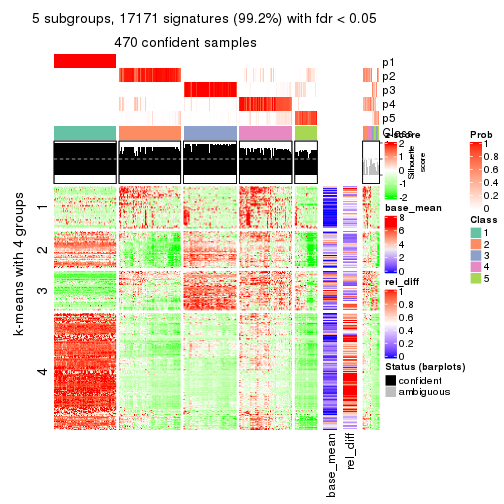 5 subgroups, 17171 signatures (99.2%) with fdr < 0.05
470 confident samples
p1
p2
p3
p4
p5
Class
z-score
2
1
0
-1
-2
Silhouette
score
Prob
1
0.8
0.6
0.4
0.2
0
base_mean
8
6
4
2
0
Class
1
2
3
4
5
rel_diff
1
0.8
0.6
0.4
0.2
0
Status (barplots)
confident
ambiguous
k-means with 4 groups
1
2
3
4
base_mean
rel_diff